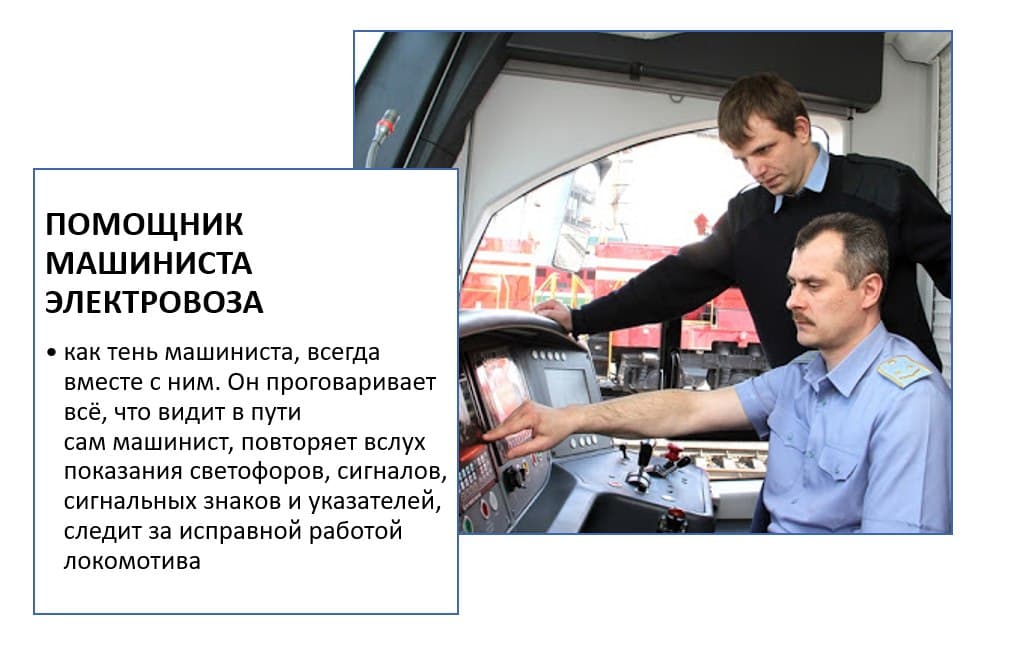 ПОМОЩНИК
МАШИНИСТА
ЭЛЕКТРОВОЗА
• как тень машиниста, всегда
вместе с ним. Он проговаривает
всё, что видит в пути
сам машинист, повторяет вслух
показания светофоров, сигналов,
сигнальных знаков и указателей,
следит за исправной работой
локомотива